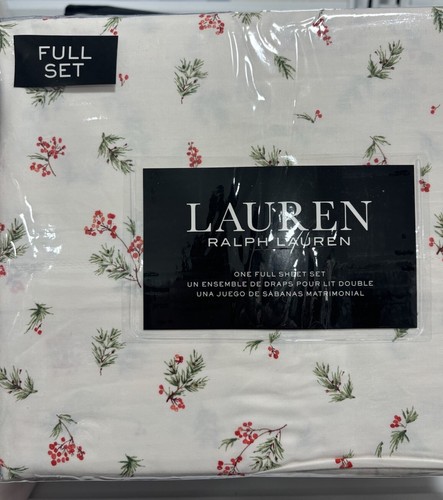 FULL
SET
LAUREN
RALPH LAUREN
ONE FULL SHEET SET
UN ENSEMBLE DE DRAPS POUR LIT DOUBLE
UNA JUEGO DE SÁBANAS MATRIMONIAL